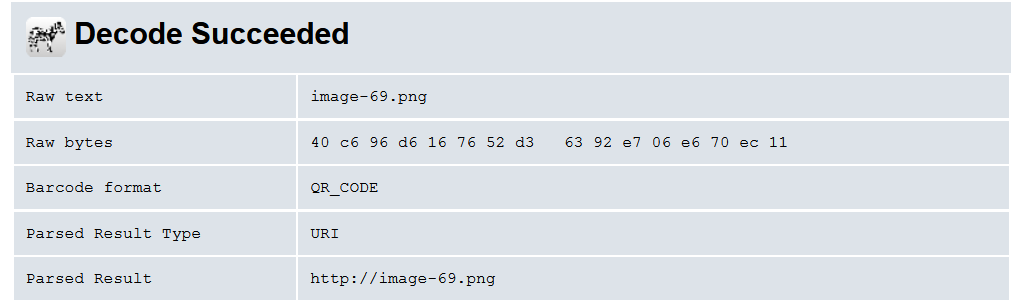 Decode Succeeded
Raw text image-69.png
Raw bytes 40 c6 96 d6 16 76 52 d3 63 92 e7 06 e6 70 ec 11
Barcode format QR_CODE
Parsed Result Type URI
Parsed Result http://image-69.png